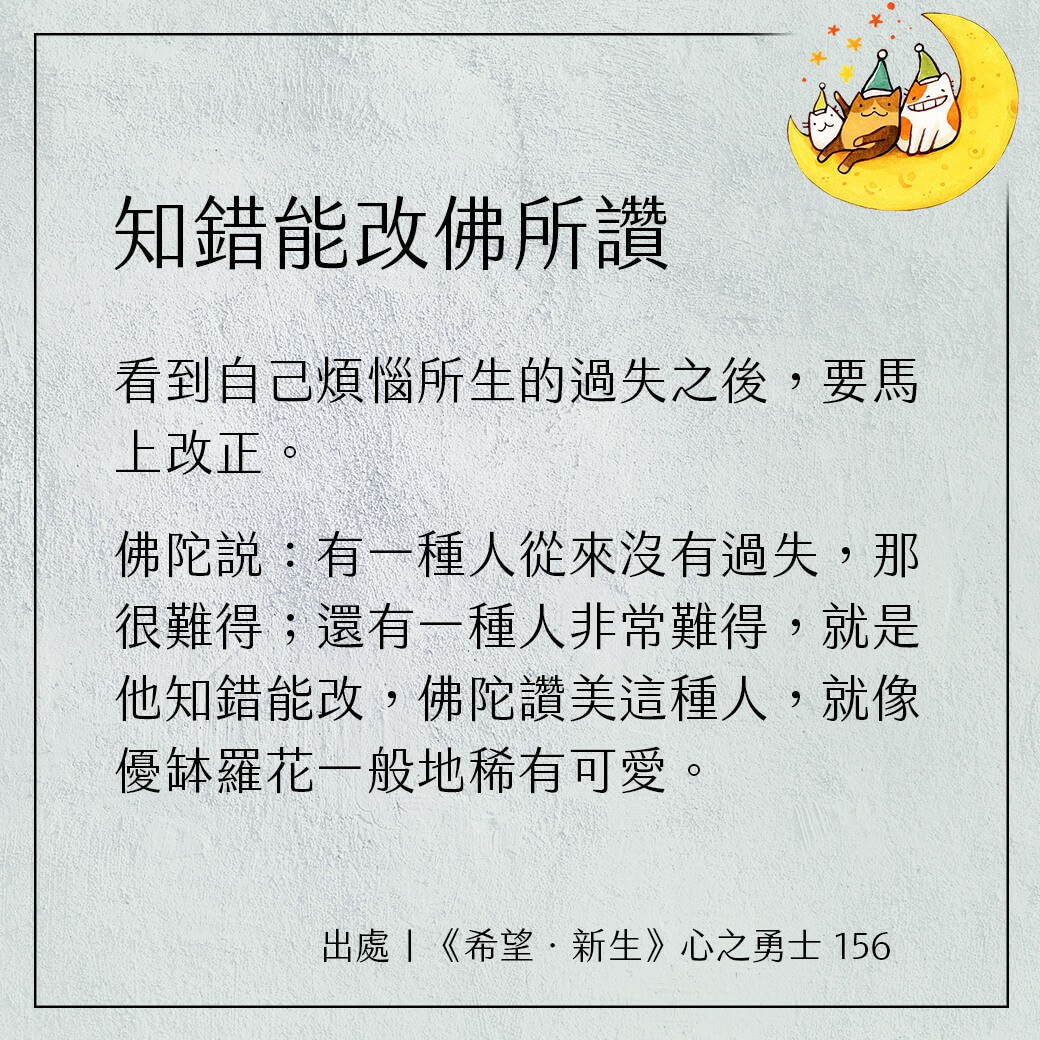 知錯能改佛所讚
看到自己煩惱所生的過失之後，要馬
上改正。
佛陀説：有一種人從來沒有過失，那
很難得；還有一種人非常難得，就是
他知錯能改，佛陀讚美這種人，就像
優缽羅花一般地稀有可愛。
出處｜《希望．新生》心之勇士 156